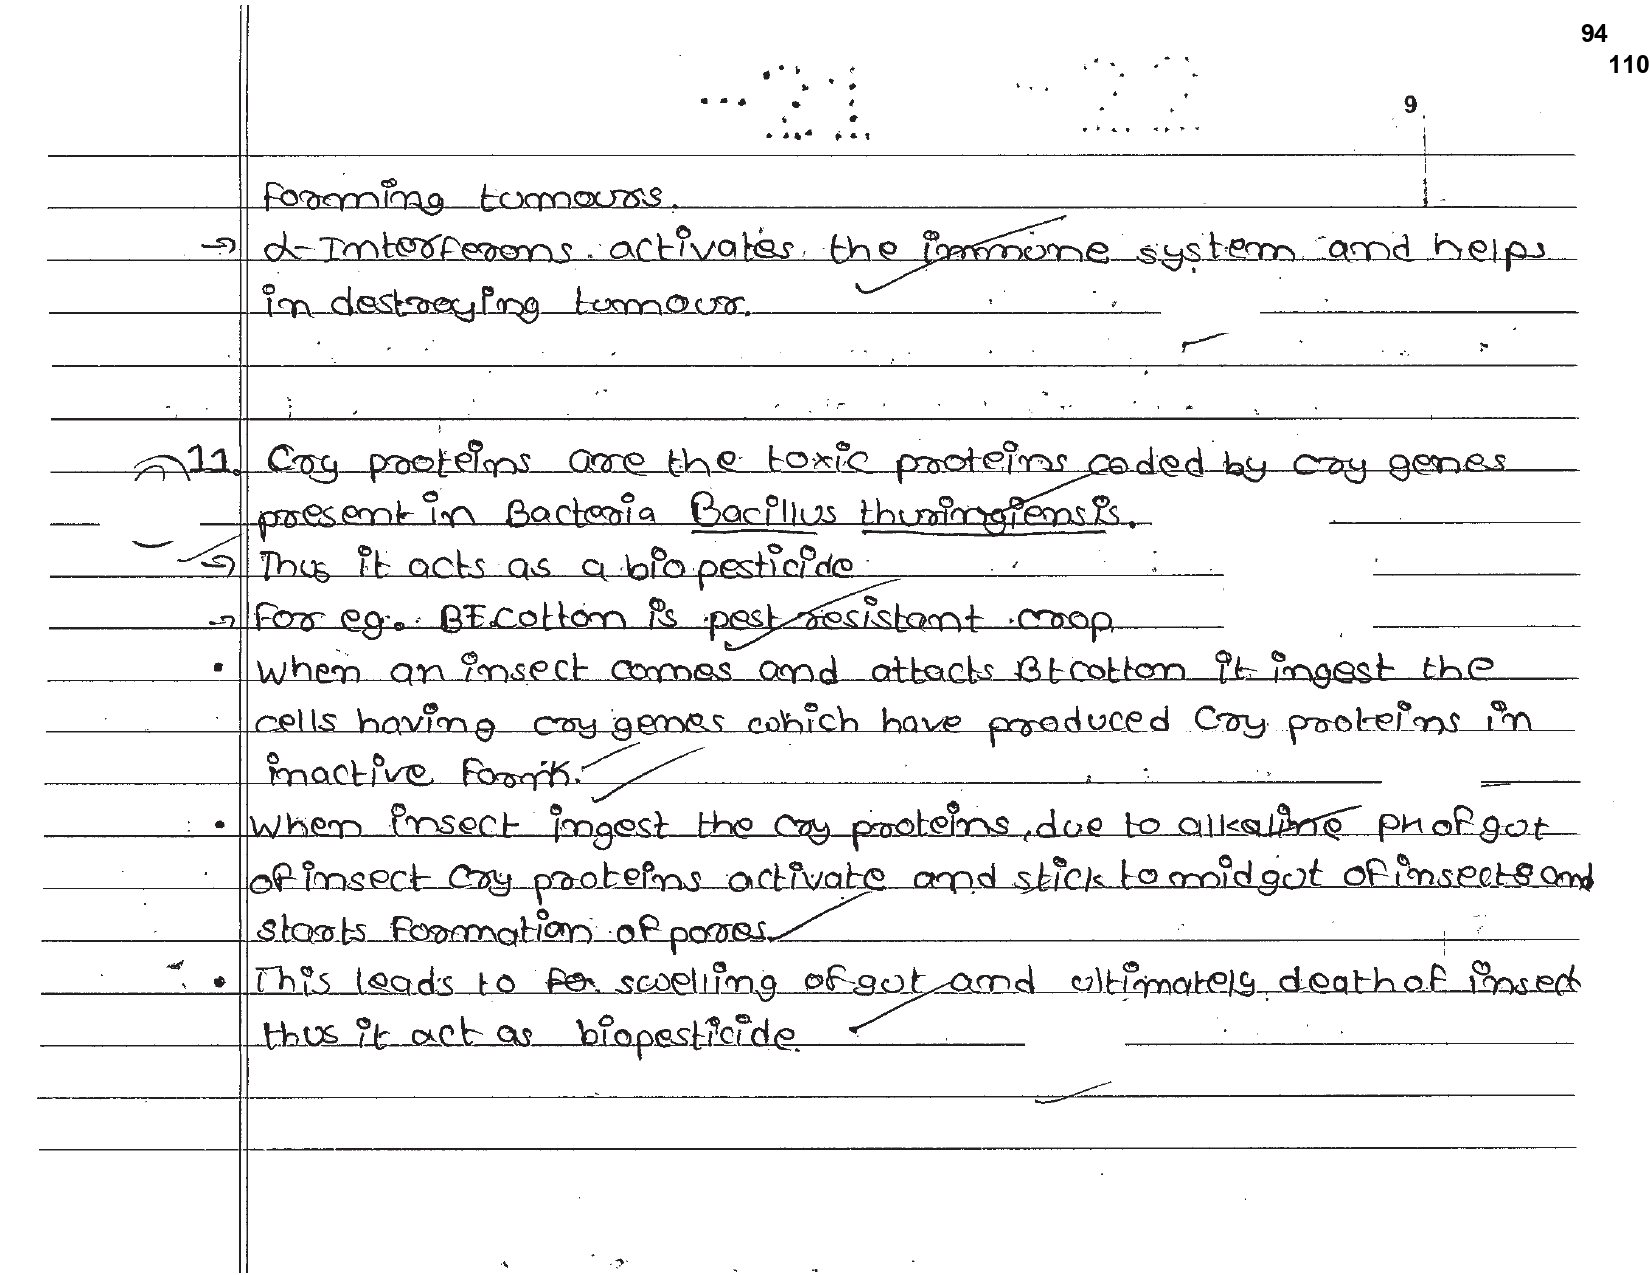 94
110
-21 -22
9
forming tumours.
→ α-Interferons activates the immune system and helps
in destroying tumour.
11. Cry proteins are the toxic proteins coded by cry genes
present in Bacteria Bacillus thuringiensis.
→ Thus it acts as a biopesticide
→ For eg. Bt Cotton is pest resistant crop
• When an insect comes and attacks Bt cotton it ingest the
cells having cry genes which have produced Cry proteins in
inactive form.
• When insect ingest the Cry proteins, due to alkaline pH of gut
of insect Cry proteins activate and stick to midgut of insects and
starts formation of pores.
• This leads to swelling of gut and ultimately death of insect
thus it act as biopesticide.